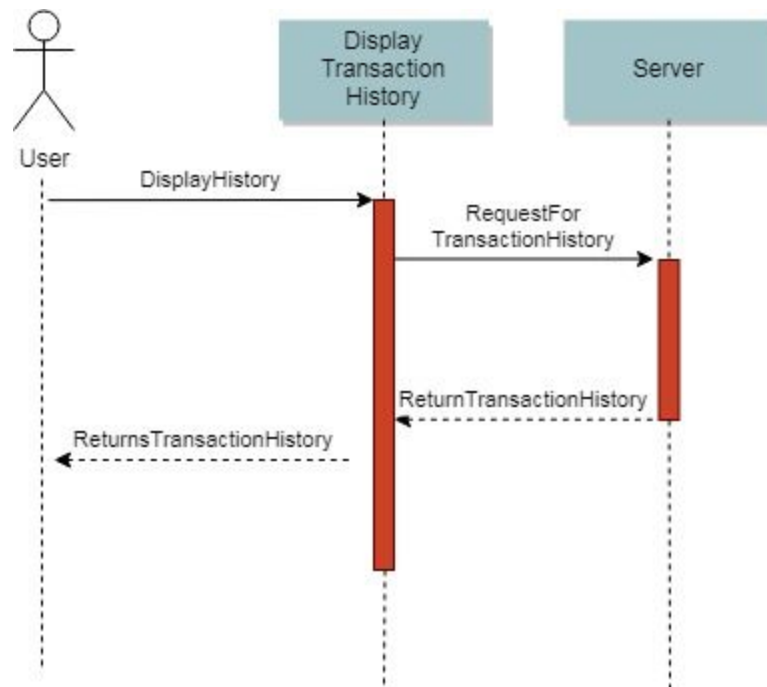 Display
Transaction
History
Server
User
DisplayHistory
RequestFor
TransactionHistory
ReturnTransactionHistory
ReturnsTransactionHistory